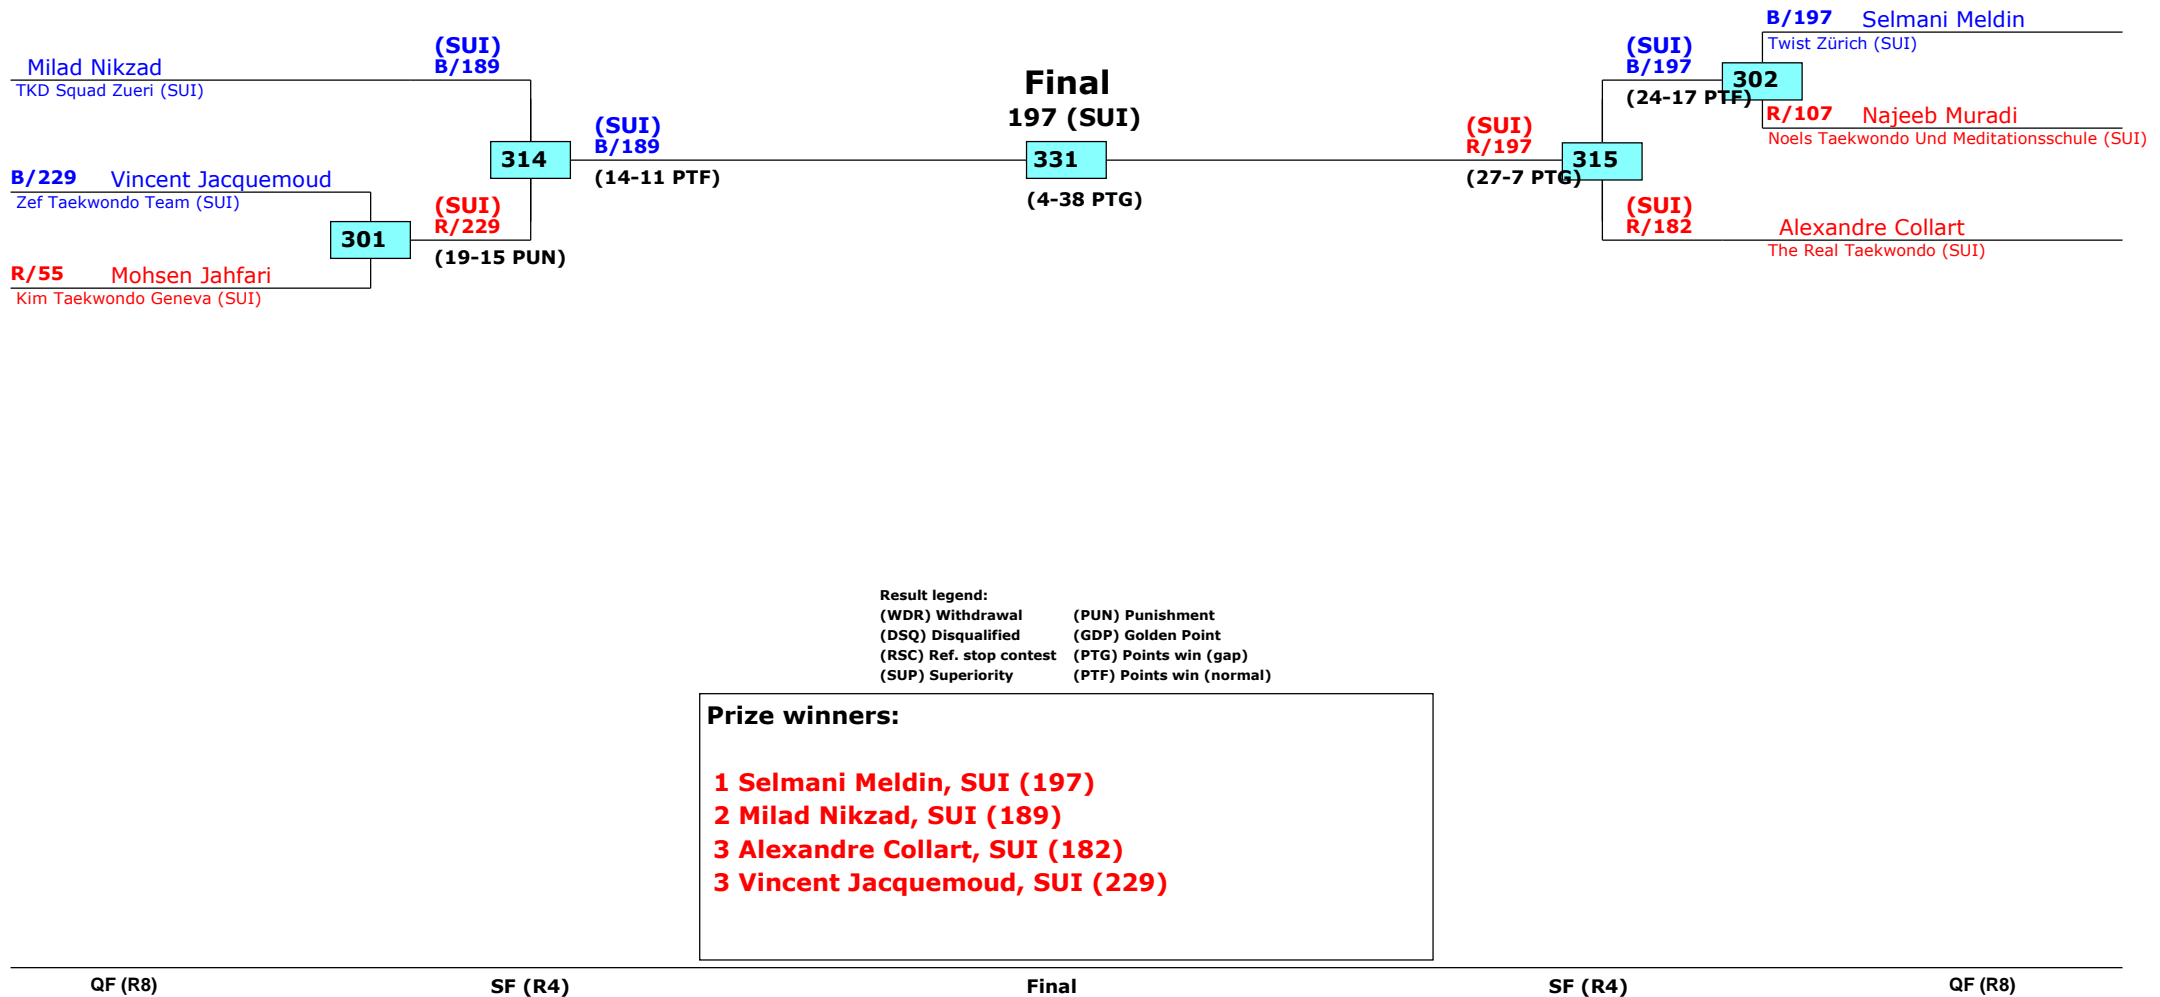 Milad Nikzad
TKD Squad Zueri (SUI)
(SUI)
B/189
B/229 Vincent Jacquemoud
Zef Taekwondo Team (SUI)
301
R/55 Mohsen Jahfari
Kim Taekwondo Geneva (SUI)
(SUI)
R/229
(19-15 PUN)
314
(SUI)
B/189
(14-11 PTF)
Final
197 (SUI)
331
(4-38 PTG)
(SUI)
R/197
(27-7 PTG)
315
(SUI)
B/197
(24-17 PTF)
302
B/197 Selmani Meldin
Twist Zürich (SUI)
R/107 Najeeb Muradi
Noels Taekwondo Und Meditationsschule (SUI)
(SUI)
R/182
Alexandre Collart
The Real Taekwondo (SUI)
Result legend:
(WDR) Withdrawal (PUN) Punishment
(DSQ) Disqualified (GDP) Golden Point
(RSC) Ref. stop contest (PTG) Points win (gap)
(SUP) Superiority (PTF) Points win (normal)
Prize winners:
1 Selmani Meldin, SUI (197)
2 Milad Nikzad, SUI (189)
3 Alexandre Collart, SUI (182)
3 Vincent Jacquemoud, SUI (229)
QF (R8) SF (R4) Final SF (R4) QF (R8)